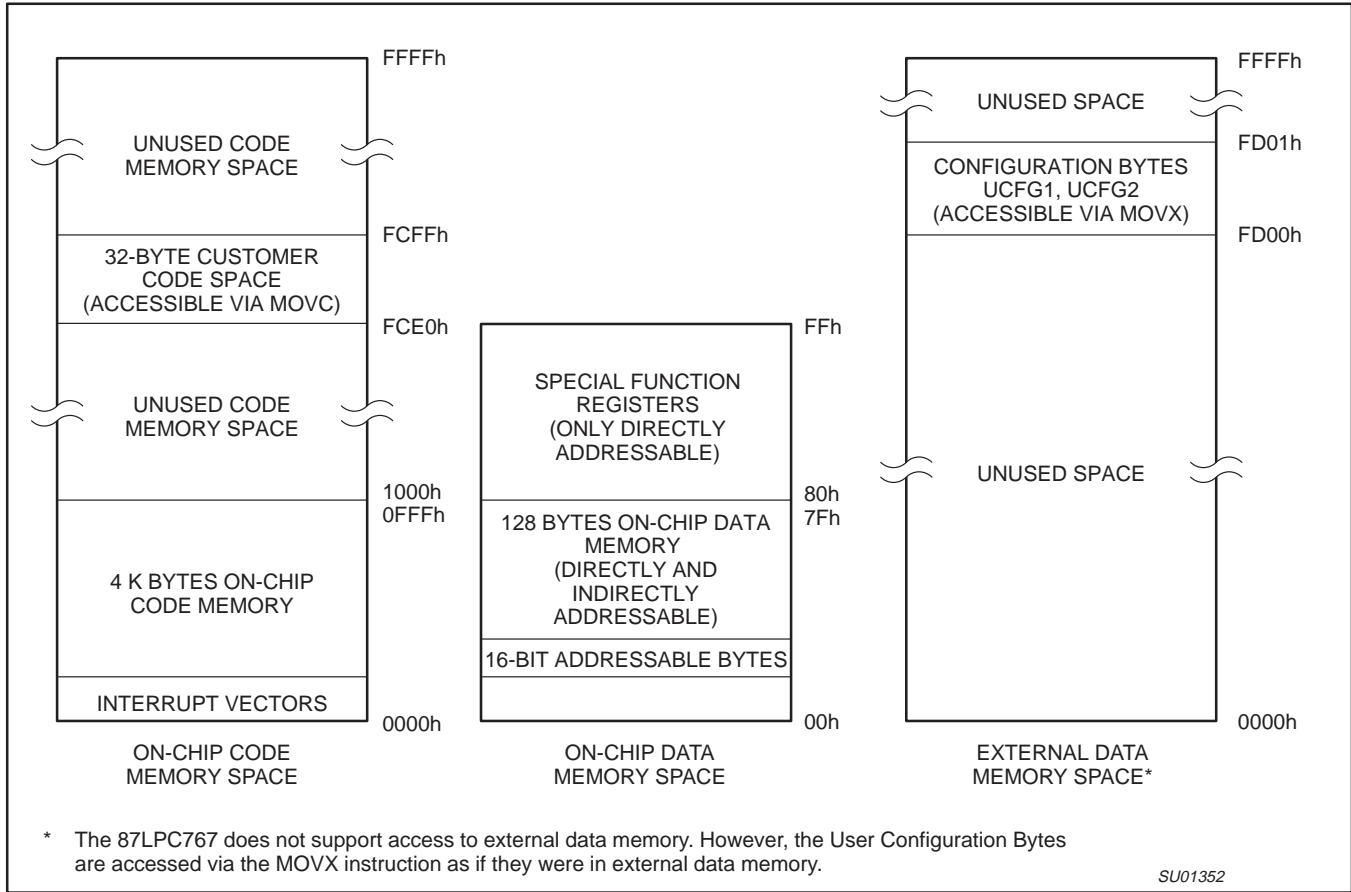 FFFFh
UNUSED CODE
MEMORY SPACE
FCFFh
32-BYTE CUSTOMER
CODE SPACE
(ACCESSIBLE VIA MOVC)
FCE0h
UNUSED CODE
MEMORY SPACE
1000h
0FFFh
4 K BYTES ON-CHIP
CODE MEMORY
INTERRUPT VECTORS
0000h
ON-CHIP CODE
MEMORY SPACE
FFh
SPECIAL FUNCTION
REGISTERS
(ONLY DIRECTLY
ADDRESSABLE)
80h
7Fh
128 BYTES ON-CHIP DATA
MEMORY
(DIRECTLY AND
INDIRECTLY
ADDRESSABLE)
16-BIT ADDRESSABLE BYTES
00h
ON-CHIP DATA
MEMORY SPACE
FFFFh
UNUSED SPACE
FD01h
CONFIGURATION BYTES
UCFG1, UCFG2
(ACCESSIBLE VIA MOVX)
FD00h
UNUSED SPACE
0000h
EXTERNAL DATA
MEMORY SPACE*
* The 87LPC767 does not support access to external data memory. However, the User Configuration Bytes
are accessed via the MOVX instruction as if they were in external data memory.
SU01352